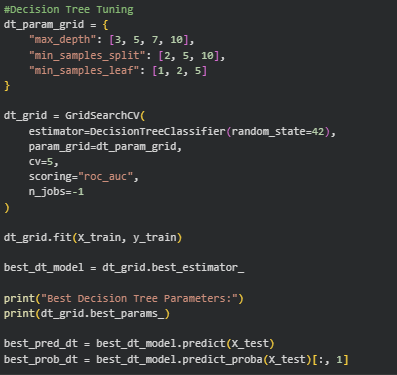 #Decision Tree Tuning
dt_param_grid = {
    "max_depth": [3, 5, 7, 10],
    "min_samples_split": [2, 5, 10],
    "min_samples_leaf": [1, 2, 5]
}
dt_grid = GridSearchCV(
    estimator=DecisionTreeClassifier(random_state=42),
    param_grid=dt_param_grid,
    cv=5,
    scoring="roc_auc",
    n_jobs=-1
)
dt_grid.fit(X_train, y_train)
best_dt_model = dt_grid.best_estimator_
print("Best Decision Tree Parameters:")
print(dt_grid.best_params_)
best_pred_dt = best_dt_model.predict(X_test)
best_prob_dt = best_dt_model.predict_proba(X_test)[:, 1]